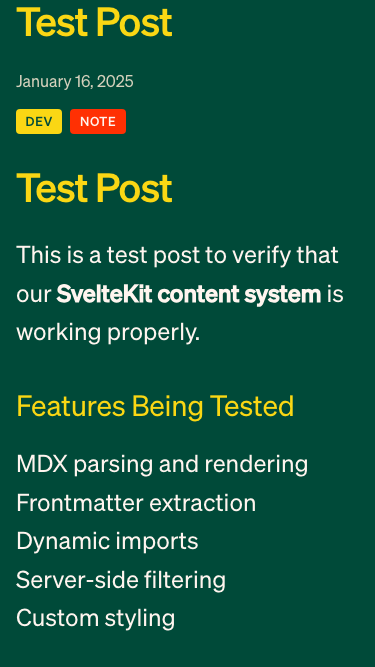 Test Post
January 16, 2025
DEV NOTE
Test Post
This is a test post to verify that
our SvelteKit content system is
working properly.
Features Being Tested
MDX parsing and rendering
Frontmatter extraction
Dynamic imports
Server-side filtering
Custom styling